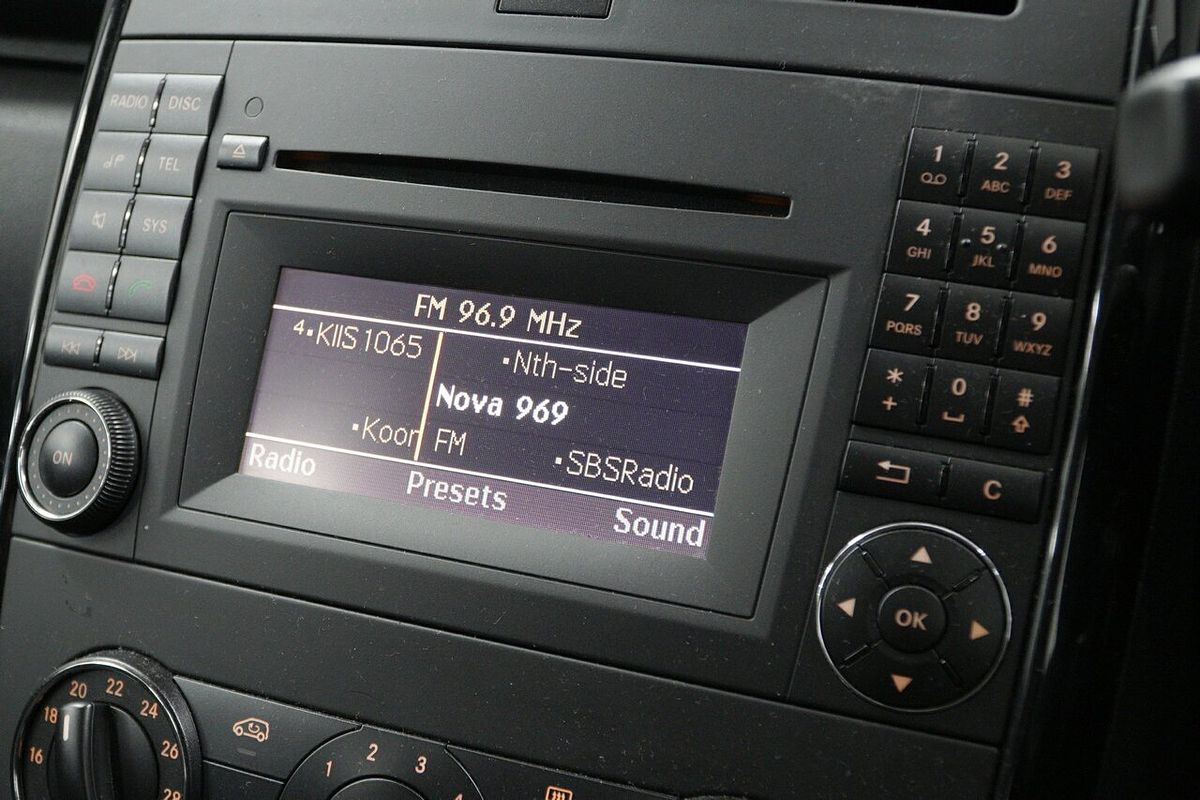 RADIO DISC
TEL
SYS
ON
FM 96.9 MHz
4 KIIS1065
Nth-side
Nova 969
Koor FM
SBSRadio
Radio Presets Sound
1 2 ABC 3 DEF
4 GHI 5 JKL 6 MNO
7 PQRS 8 TUV 9 WXYZ
* + 0 #
C
OK
16 18 20 22 24 26 28
1 2 3 4